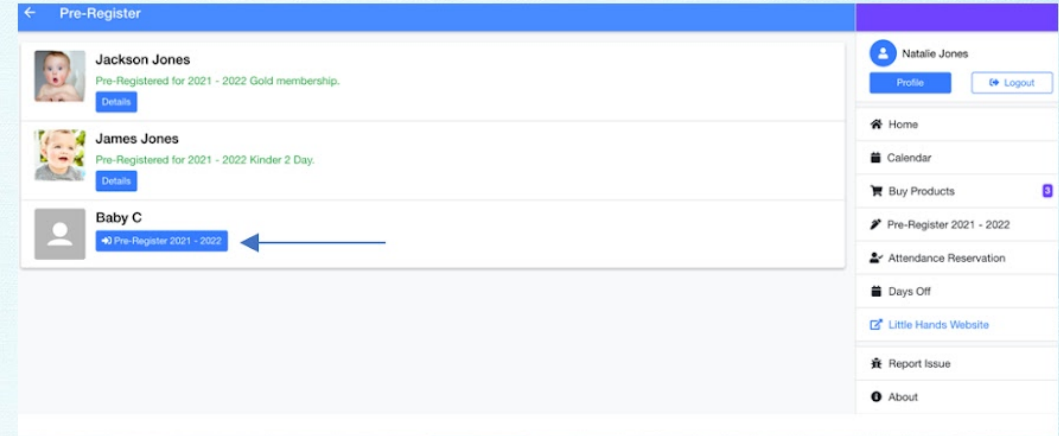 Pre-Register
Jackson Jones
Pre-Registered for 2021 - 2022 Gold membership.
Details
James Jones
Pre-Registered for 2021 - 2022 Kinder 2 Day.
Details
Baby C
Pre-Register 2021 - 2022
Natalie Jones
Profile
Logout
Home
Calendar
Buy Products 3
Pre-Register 2021 - 2022
Attendance Reservation
Days Off
Little Hands Website
Report Issue
About